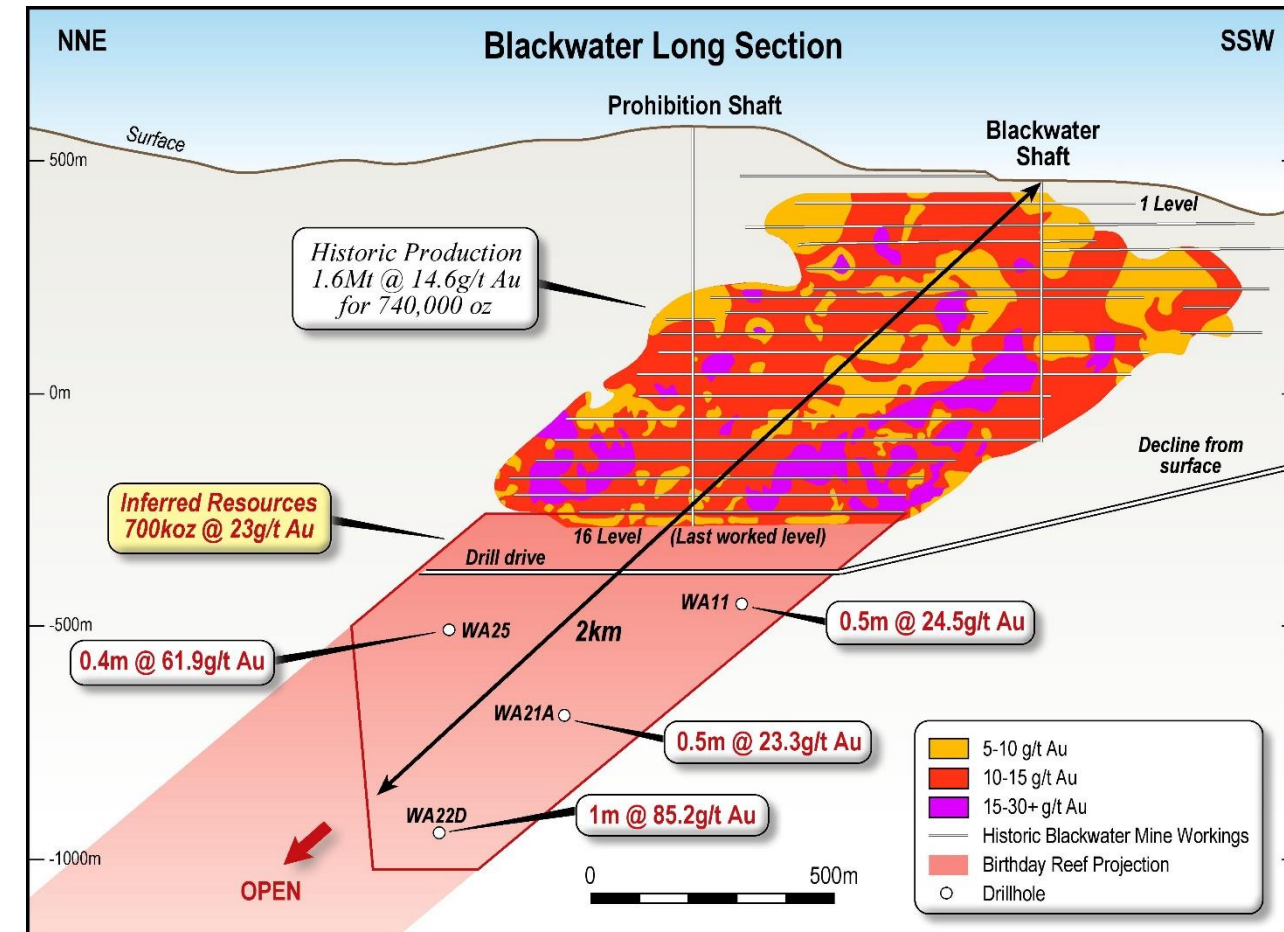 NNE
Blackwater Long Section
SSW
Prohibition Shaft
Surface
Blackwater
Shaft
500m
1 Level
Historic Production
1.6Mt @ 14.6g/t Au
for 740,000 oz
0m
Decline from
surface
Inferred Resources
700koz @ 23g/t Au
16 Level (Last worked level)
Drill drive
WA11
-500m
WA25
2km
0.5m @ 24.5g/t Au
0.4m @ 61.9g/t Au
WA21A
0.5m @ 23.3g/t Au
WA22D
1m @ 85.2g/t Au
-1000m
OPEN
0
500m
5-10 g/t Au
10-15 g/t Au
15-30+ g/t Au
Historic Blackwater Mine Workings
Birthday Reef Projection
Drillhole